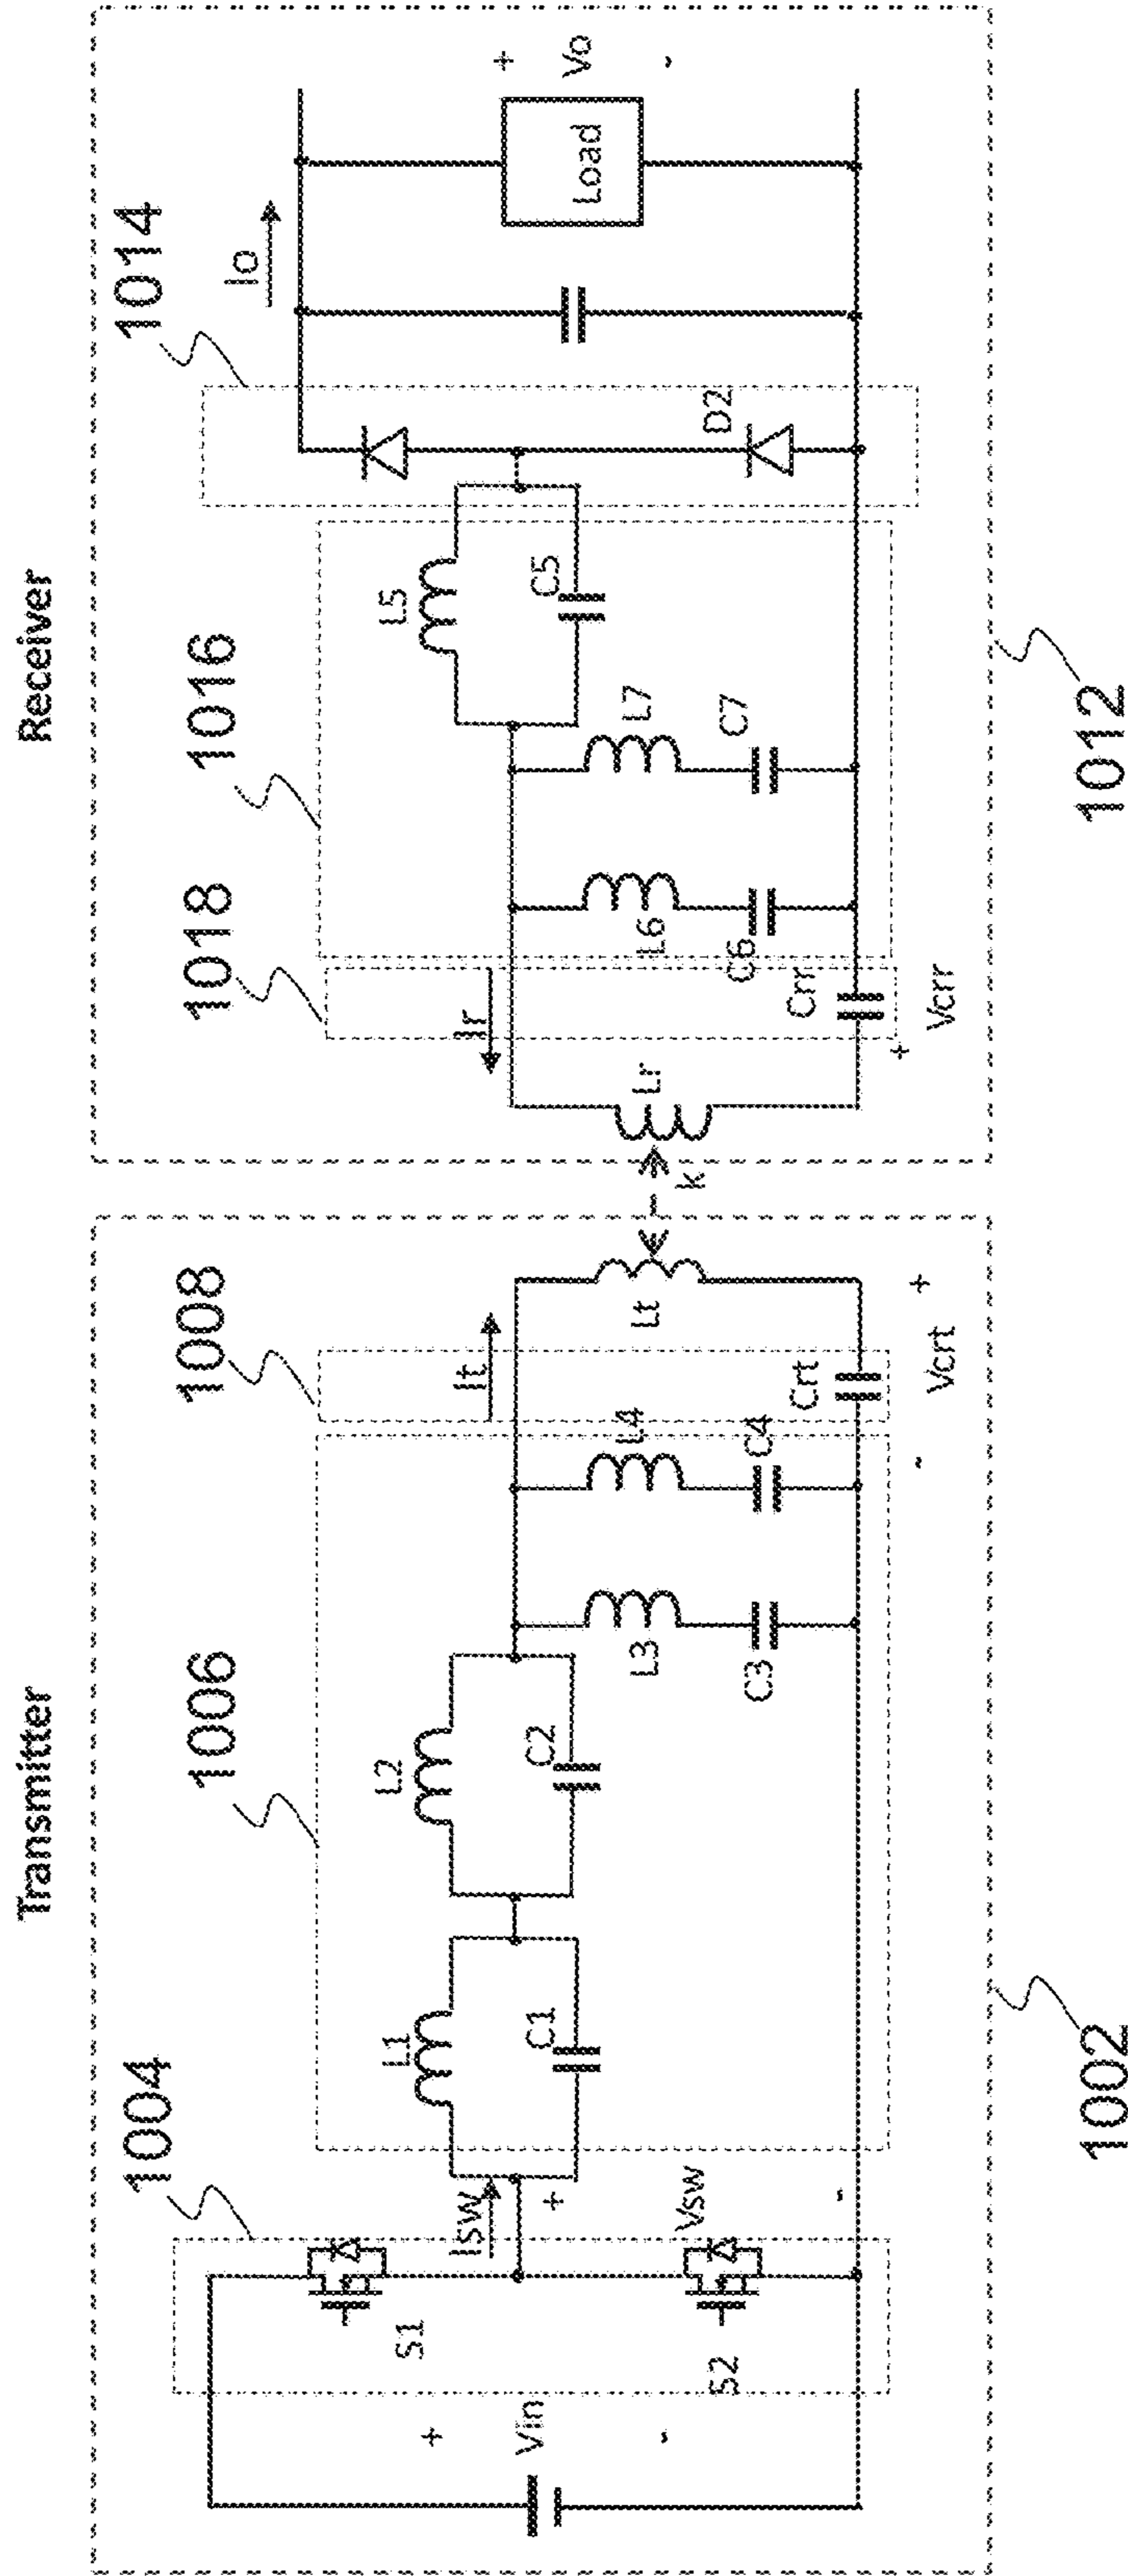 Transmitter
Receiver
1004
1006
1008
1018
1016
1014
Vin
+
-
S1
S2
Isw
+
Vsw
-
L1
C1
L2
C2
L3
C3
L4
C4
It
Lt
Crt
-
Vcrt
+
k
Lr
Ir
Crr
+
Vcrr
L6
C6
L7
C7
L5
C5
D2
Io
Load
+
Vo
-
1002
1012